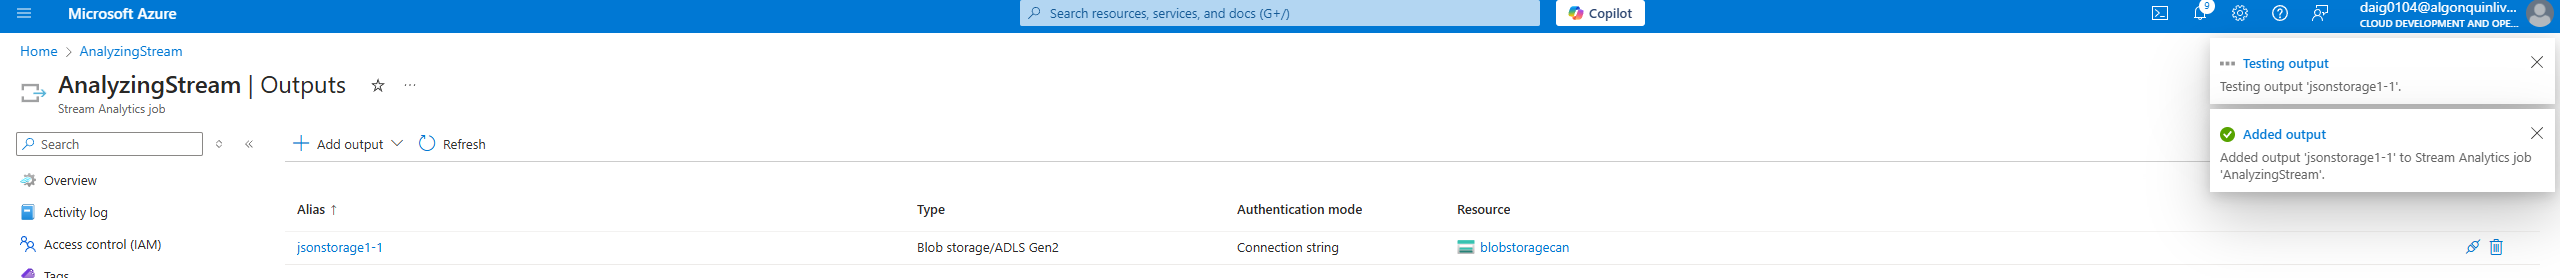 Microsoft Azure
Search resources, services, and docs (G+/)
Copilot
9
daig0104@algonquinliv...
CLOUD DEVELOPMENT AND OPE...
Home > AnalyzingStream
AnalyzingStream | Outputs
Stream Analytics job
Testing output
Testing output 'jsonstorage1-1'.
Added output
Added output 'jsonstorage1-1' to Stream Analytics job
'AnalyzingStream'.
Search
Add output
Refresh
Overview
Activity log
Access control (IAM)
Tags
Alias ↑ Type Authentication mode Resource
jsonstorage1-1 Blob storage/ADLS Gen2 Connection string blobstoragecan